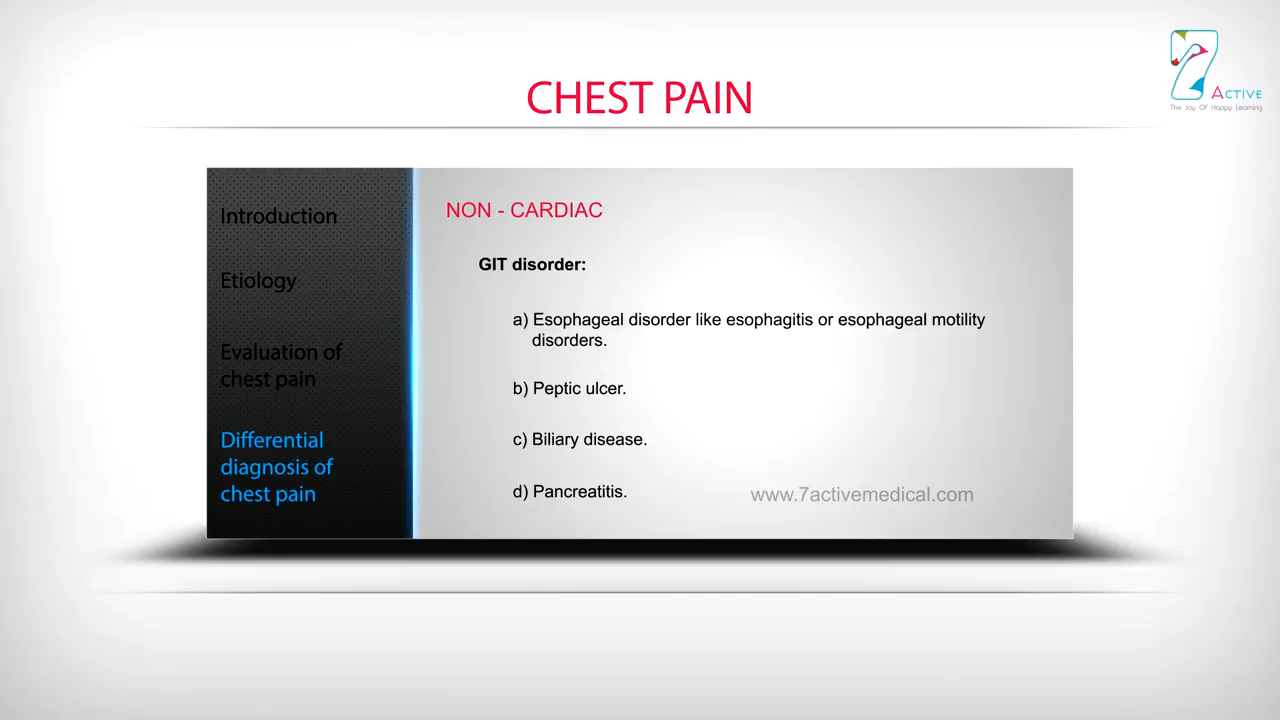 CHEST PAIN
7 ACTIVE
The Joy Of Happy Learning
Introduction
Etiology
Evaluation of
chest pain
Differential
diagnosis of
chest pain
NON - CARDIAC
GIT disorder:
a) Esophageal disorder like esophagitis or esophageal motility
disorders.
b) Peptic ulcer.
c) Biliary disease.
d) Pancreatitis.
www.7activemedical.com